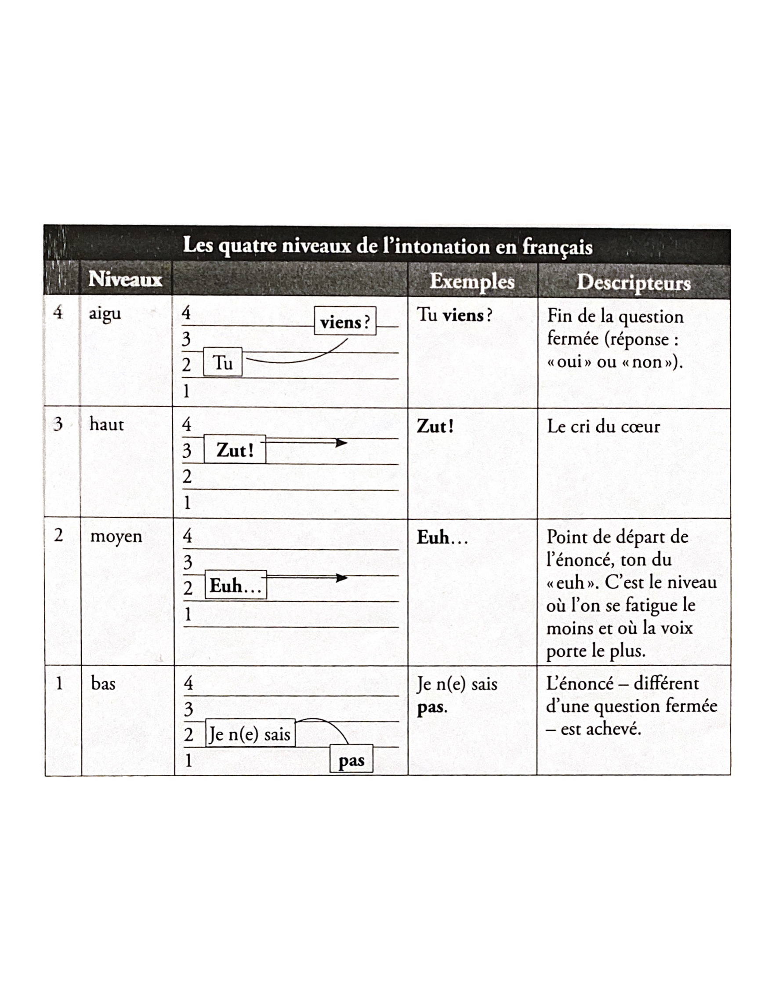 Les quatre niveaux de l'intonation en français
Niveaux Exemples Descripteurs
4 aigu
4
3
2
1
viens ?
Tu
Tu viens ?
Fin de la question
fermée (réponse :
« oui » ou « non »).
3 haut
4
3
2
1
Zut !
Zut !
Le cri du cœur
2 moyen
4
3
2
1
Euh…
Euh…
Point de départ de
l'énoncé, ton du
« euh ». C'est le niveau
où l'on se fatigue le
moins et où la voix
porte le plus.
1 bas
4
3
2
1
Je n(e) sais
pas
Je n(e) sais
pas.
L'énoncé – différent
d'une question fermée
– est achevé.